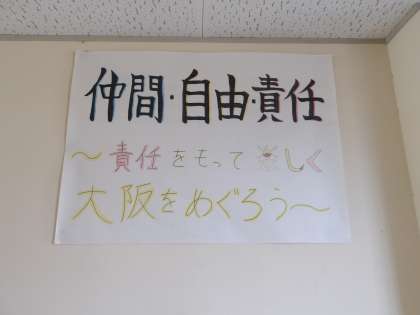 仲間・自由・責任
～責任をもって楽しく
大阪をめぐろう～